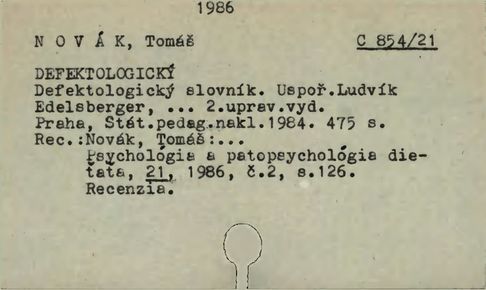 1986
N O V Á K, Tomáš C 854/21
DEFEKTOLOGICKÝ
Defektologický slovník. Uspoř.Ludvík
Edelsberger, ... 2.uprav.vyd.
Praha, Stát.pedag.nakl.1984. 475 s.
Rec.:Novák, Tomáš:...
Psychológia a patopsychológia die-
ťaťa, 21, 1986, č.2, s.126.
Recenzia.